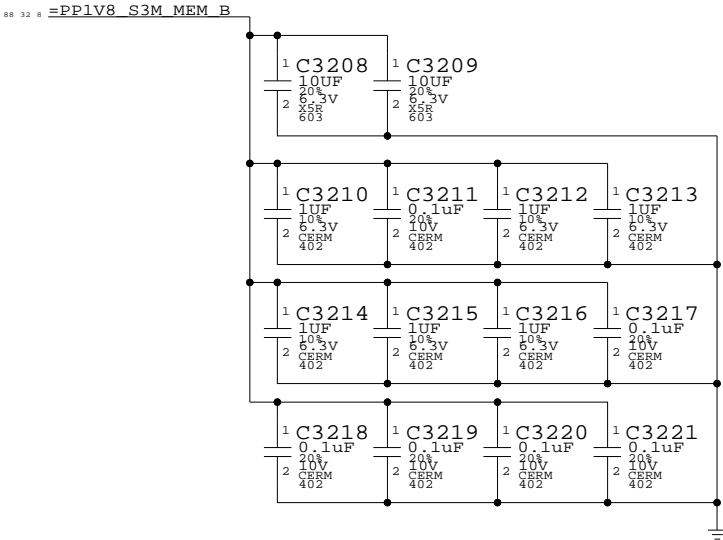 88 32 8 =PP1V8_S3M_MEM_B
1 C3208 1 C3209
10UF 10UF
20% 20%
6.3V 6.3V
2 X5R 2 X5R
603 603
1 C3210 1 C3211 1 C3212 1 C3213
1UF 0.1uF 1UF 1UF
10% 20% 10% 10%
6.3V 10V 6.3V 6.3V
2 CERM 2 CERM 2 CERM 2 CERM
402 402 402 402
1 C3214 1 C3215 1 C3216 1 C3217
1UF 1UF 1UF 0.1uF
10% 10% 10% 20%
6.3V 6.3V 6.3V 10V
2 CERM 2 CERM 2 CERM 2 CERM
402 402 402 402
1 C3218 1 C3219 1 C3220 1 C3221
0.1uF 0.1uF 0.1uF 0.1uF
20% 20% 20% 20%
10V 10V 10V 10V
2 CERM 2 CERM 2 CERM 2 CERM
402 402 402 402